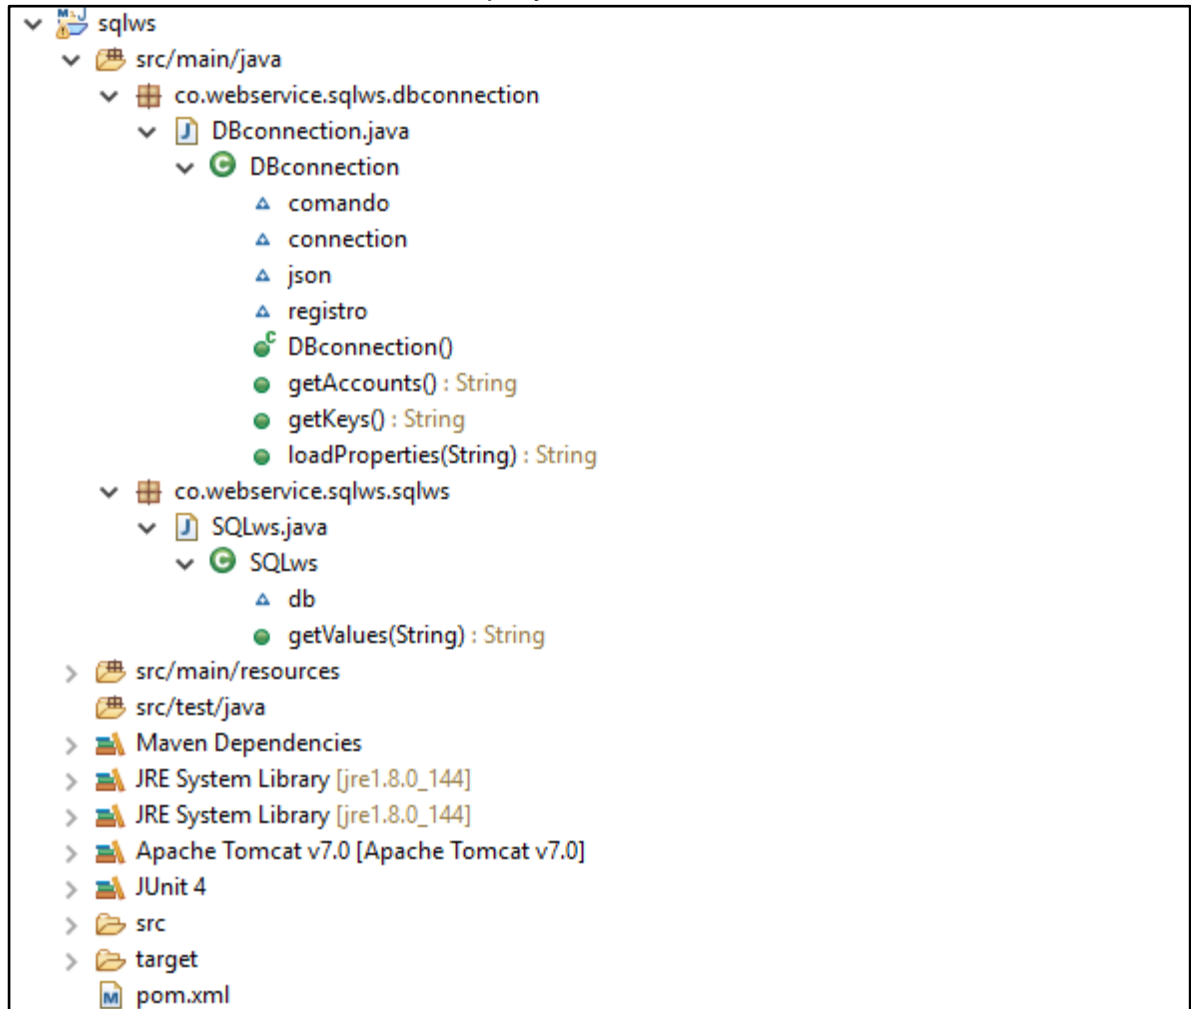 sqlws
src/main/java
co.webservice.sqlws.dbconnection
DBconnection.java
DBconnection
comando
connection
json
registro
DBconnection()
getAccounts() : String
getKeys() : String
loadProperties(String) : String
co.webservice.sqlws.sqlws
SQLws.java
SQLws
db
getValues(String) : String
src/main/resources
src/test/java
Maven Dependencies
JRE System Library [jre1.8.0_144]
JRE System Library [jre1.8.0_144]
Apache Tomcat v7.0 [Apache Tomcat v7.0]
JUnit 4
src
target
pom.xml